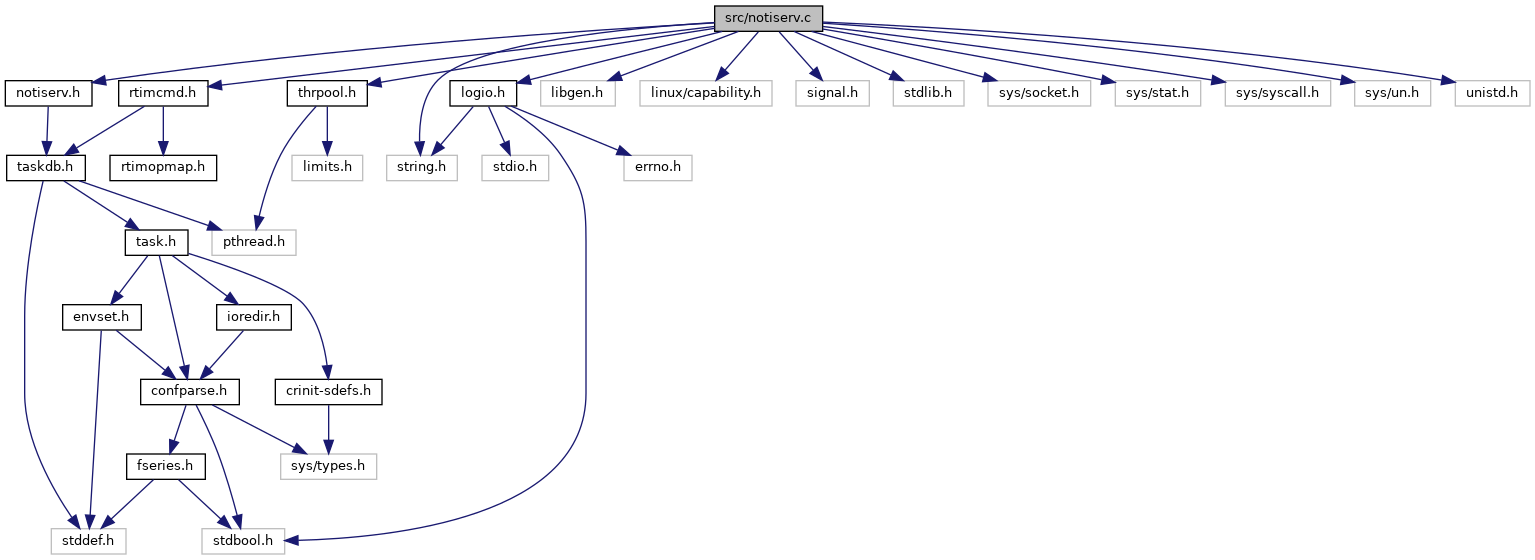 src/notiserv.c
notiserv.h
rtimcmd.h
thrpool.h
logio.h
libgen.h
linux/capability.h
signal.h
stdlib.h
sys/socket.h
sys/stat.h
sys/syscall.h
sys/un.h
unistd.h
taskdb.h
rtimopmap.h
limits.h
string.h
stdio.h
errno.h
task.h
pthread.h
envset.h
ioredir.h
confparse.h
crinit-sdefs.h
fseries.h
sys/types.h
stddef.h
stdbool.h